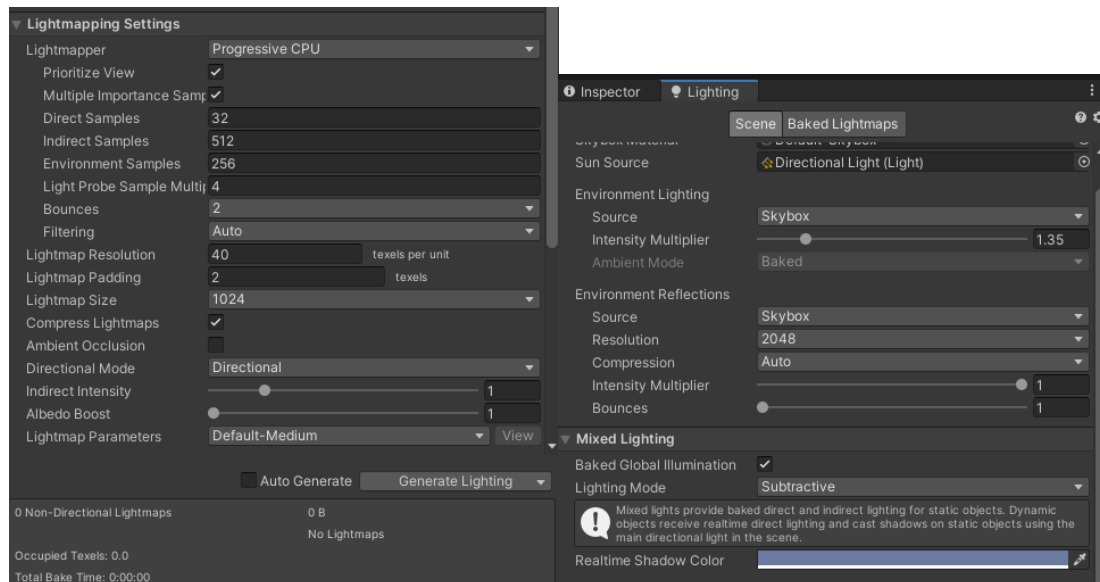 Lightmapping Settings
Lightmapper Progressive CPU
Prioritize View
Multiple Importance Samp
Direct Samples 32
Indirect Samples 512
Environment Samples 256
Light Probe Sample Multip 4
Bounces 2
Filtering Auto
Lightmap Resolution 40 texels per unit
Lightmap Padding 2 texels
Lightmap Size 1024
Compress Lightmaps
Ambient Occlusion
Directional Mode Directional
Indirect Intensity 1
Albedo Boost 1
Lightmap Parameters Default-Medium View
Auto Generate Generate Lighting
0 Non-Directional Lightmaps 0 B
No Lightmaps
Occupied Texels: 0.0
Total Bake Time: 0:00:00
Inspector Lighting
Scene Baked Lightmaps
Skybox Material Default-Skybox
Sun Source Directional Light (Light)
Environment Lighting
Source Skybox
Intensity Multiplier 1.35
Ambient Mode Baked
Environment Reflections
Source Skybox
Resolution 2048
Compression Auto
Intensity Multiplier 1
Bounces 1
Mixed Lighting
Baked Global Illumination
Lighting Mode Subtractive
Mixed lights provide baked direct and indirect lighting for static objects. Dynamic
objects receive realtime direct lighting and cast shadows on static objects using the
main directional light in the scene.
Realtime Shadow Color